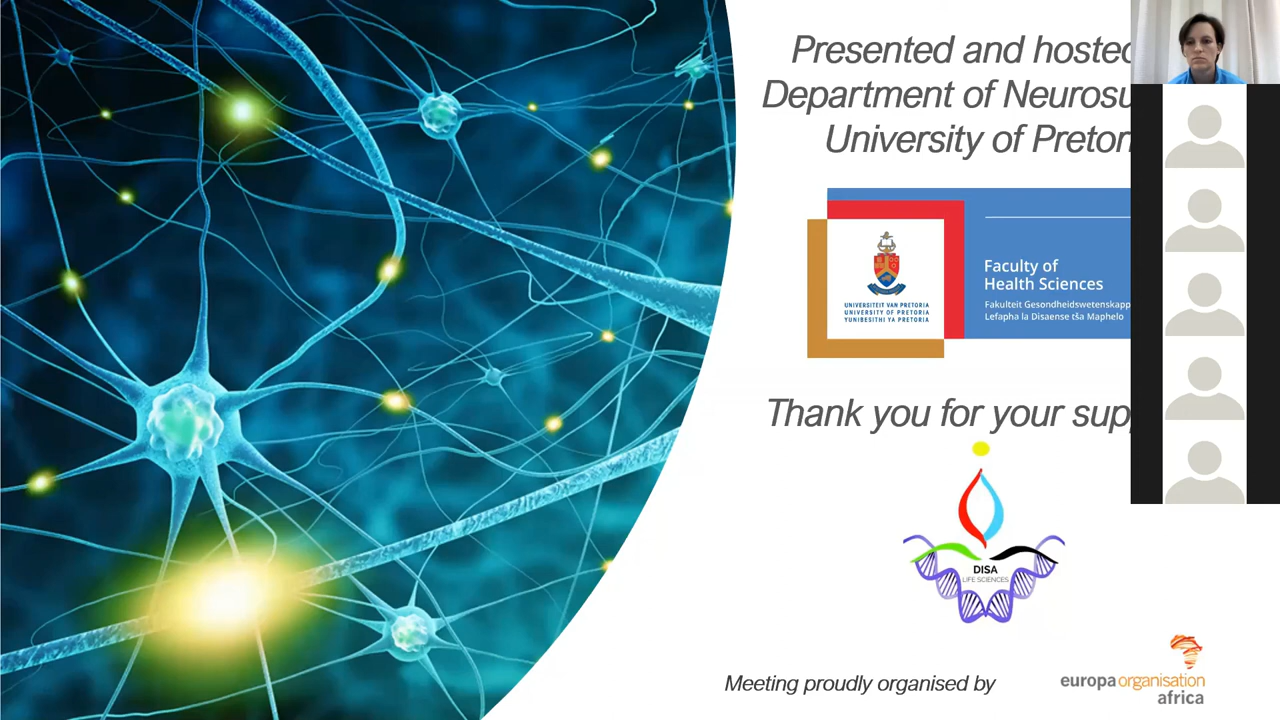 Presented and hosted
Department of Neurosu
University of Pretor
Faculty of
Health Sciences
Fakulteit Gesondheidswetenskapp
Lefapha la Disaense tša Maphelo
UNIVERSITEIT VAN PRETORIA
UNIVERSITY OF PRETORIA
YUNIBESITHI YA PRETORIA
Thank you for your sup
DISA
LIFE SCIENCES
Meeting proudly organised by
europa organisation
africa